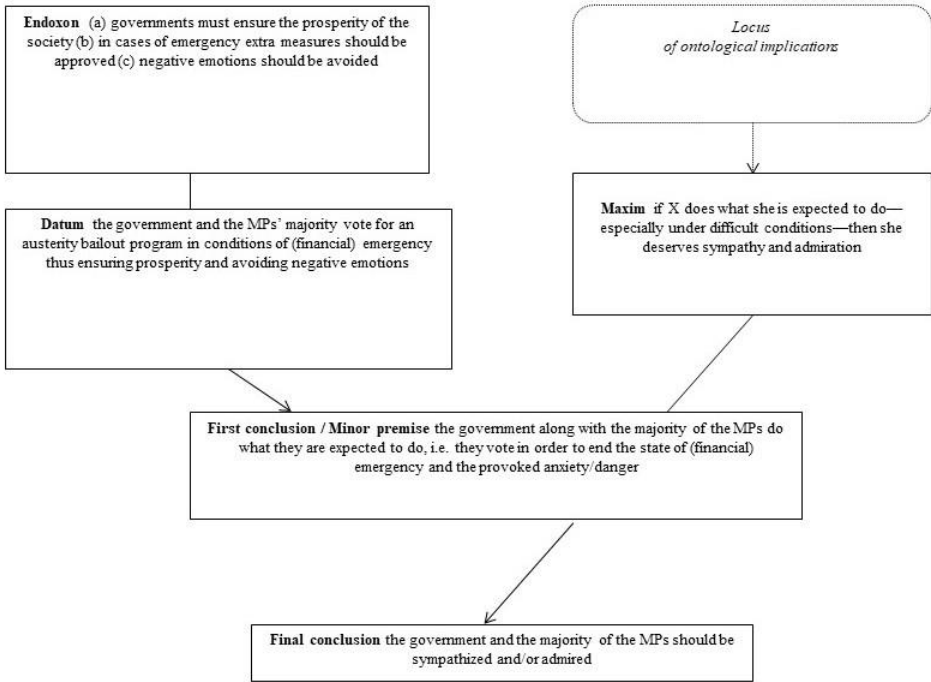 Endoxon (a) governments must ensure the prosperity of the
society (b) in cases of emergency extra measures should be
approved (c) negative emotions should be avoided
Locus
of ontological implications
Datum the government and the MPs' majority vote for an
austerity bailout program in conditions of (financial) emergency
thus ensuring prosperity and avoiding negative emotions
Maxim if X does what she is expected to do—
especially under difficult conditions—then she
deserves sympathy and admiration
First conclusion / Minor premise the government along with the majority of the MPs do
what they are expected to do, i.e. they vote in order to end the state of (financial)
emergency and the provoked anxiety/danger
Final conclusion the government and the majority of the MPs should be
sympathized and/or admired